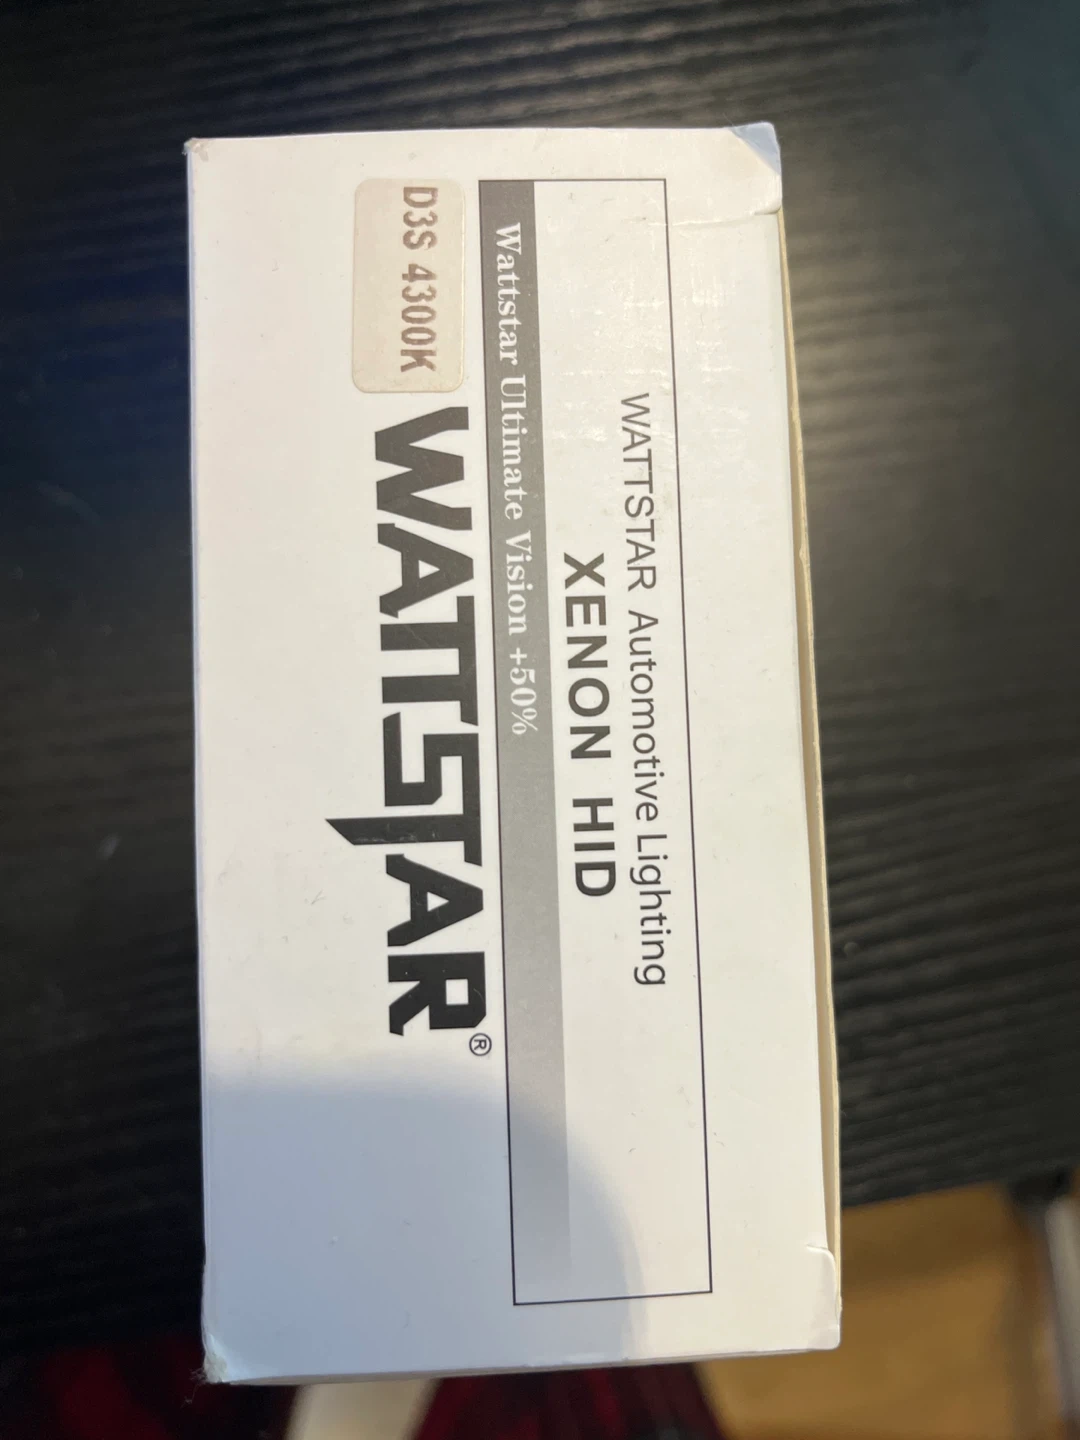 WATTSTAR Automotive Lighting
XENON HID
Wattstar Ultimate Vision +50%
D3S 4300K
WATTSTAR®